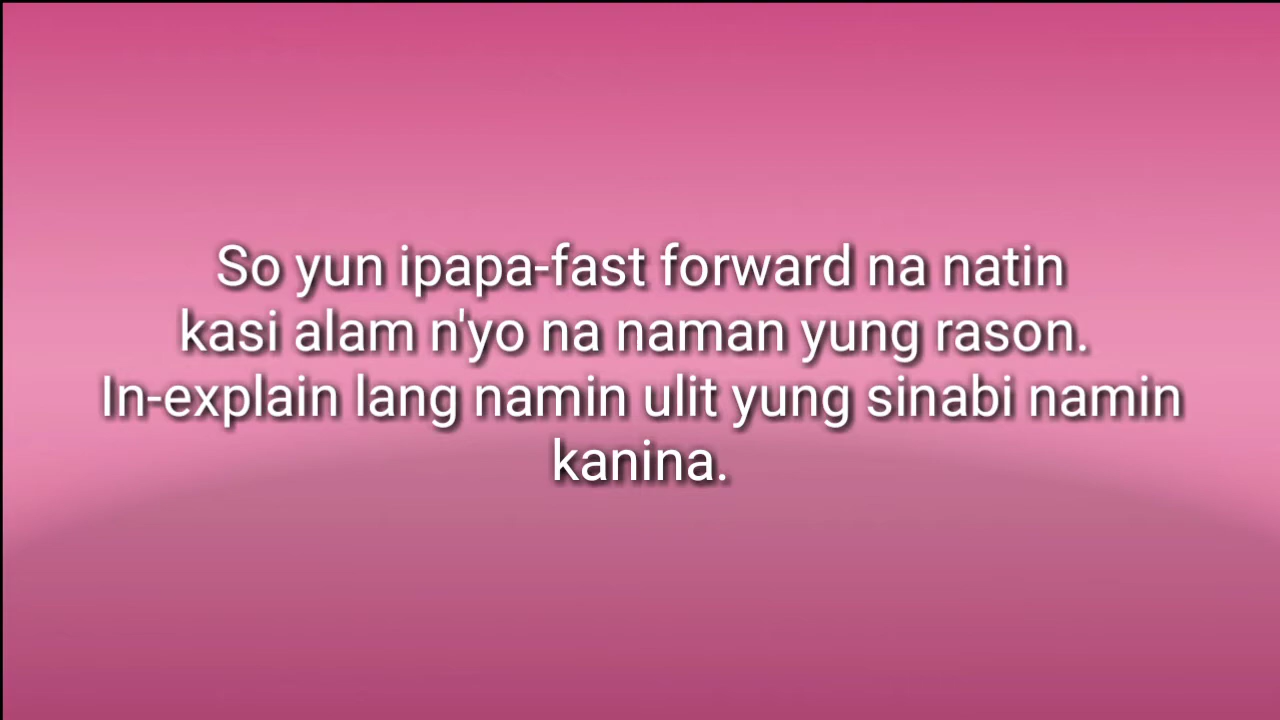 So yun ipapa-fast forward na natin
kasi alam n'yo na naman yung rason.
In-explain lang namin ulit yung sinabi namin
kanina.